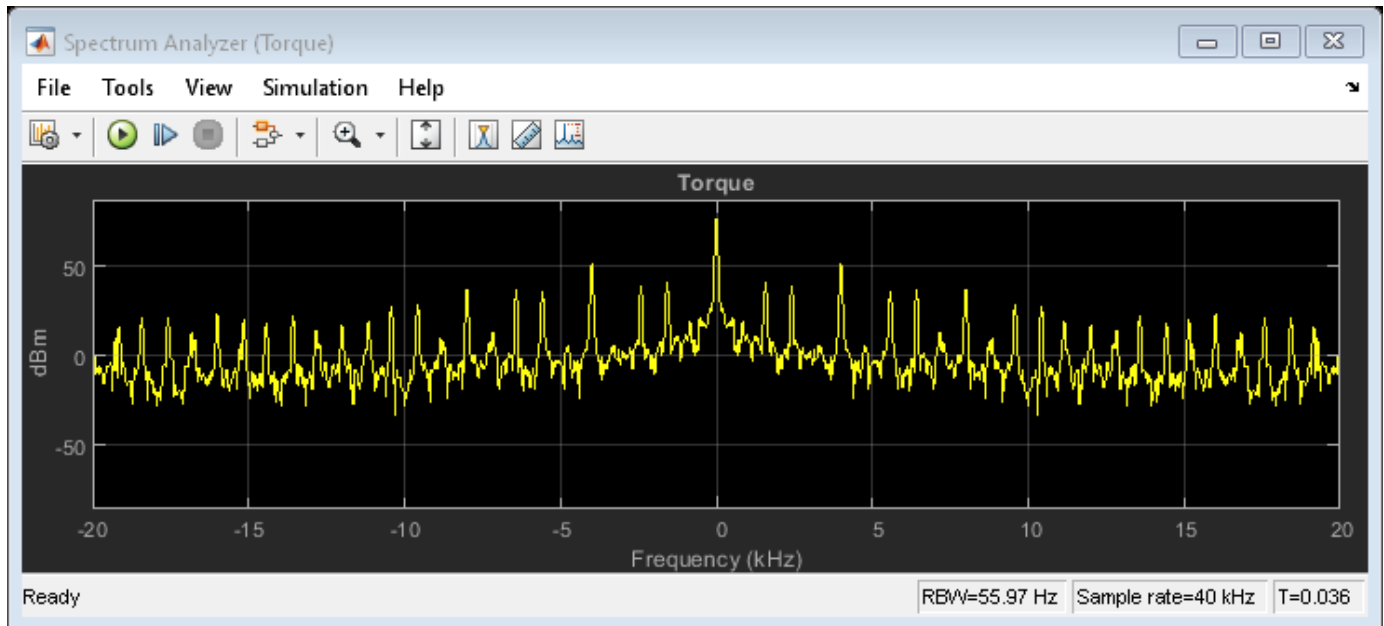 Spectrum Analyzer (Torque)
File Tools View Simulation Help
Torque
50
0
-50
dBm
-20 -15 -10 -5 0 5 10 15 20
Frequency (kHz)
Ready RBW=55.97 Hz Sample rate=40 kHz T=0.036